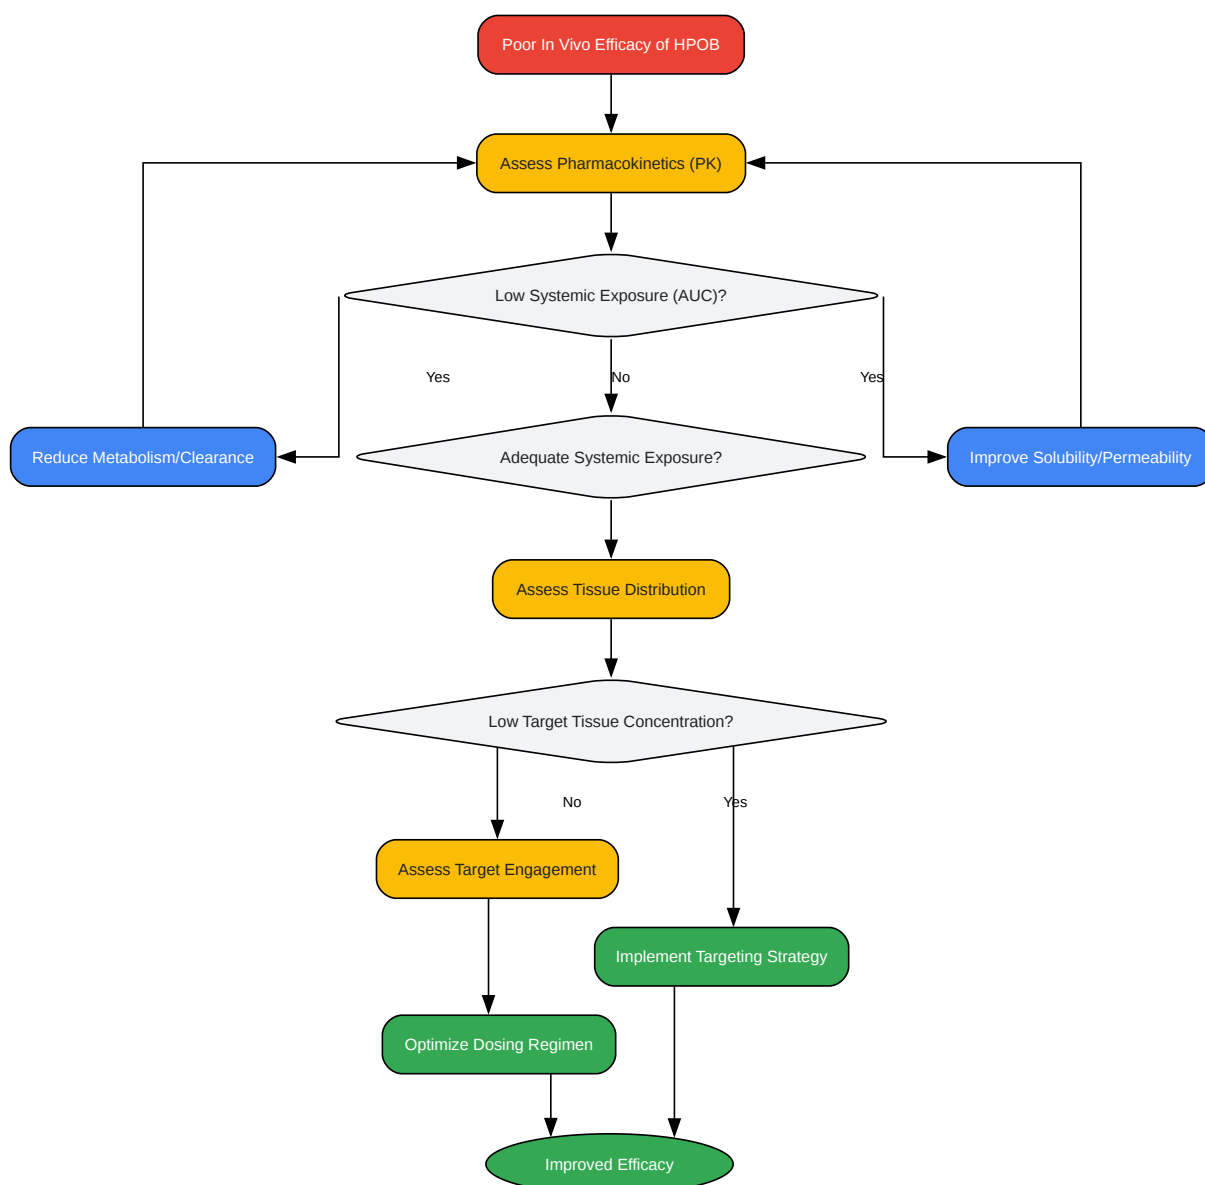 Poor In Vivo Efficacy of HPOB
Assess Pharmacokinetics (PK)
Low Systemic Exposure (AUC)?
Yes
No
Yes
Reduce Metabolism/Clearance
Adequate Systemic Exposure?
Improve Solubility/Permeability
Assess Tissue Distribution
Low Target Tissue Concentration?
No
Yes
Assess Target Engagement
Implement Targeting Strategy
Optimize Dosing Regimen
Improved Efficacy